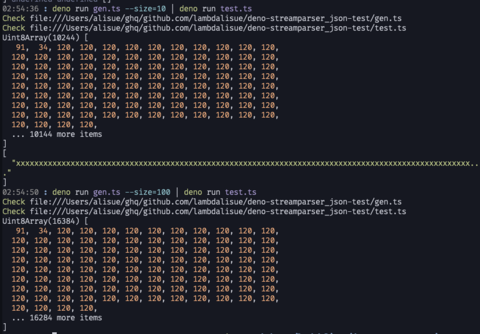 02:54:36 : deno run gen.ts --size=10 | deno run test.ts
Check file:///Users/alisue/ghq/github.com/lambdalisue/deno-streamparser_json-test/gen.ts
Check file:///Users/alisue/ghq/github.com/lambdalisue/deno-streamparser_json-test/test.ts
Uint8Array(10244) [
91, 34, 120, 120, 120, 120, 120, 120, 120, 120, 120, 120,
120, 120, 120, 120, 120, 120, 120, 120, 120, 120, 120, 120,
120, 120, 120, 120, 120, 120, 120, 120, 120, 120, 120, 120,
120, 120, 120, 120, 120, 120, 120, 120, 120, 120, 120, 120,
120, 120, 120, 120, 120, 120, 120, 120, 120, 120, 120, 120,
120, 120, 120, 120, 120, 120, 120, 120, 120, 120, 120, 120,
120, 120, 120, 120, 120, 120, 120, 120, 120, 120, 120, 120,
120, 120, 120, 120, 120, 120, 120, 120, 120, 120, 120, 120,
120, 120, 120, 120,
... 10144 more items
]
[
"xxxxxxxxxxxxxxxxxxxxxxxxxxxxxxxxxxxxxxxxxxxxxxxxxxxxxxxxxxxxxxxxxxxxxxxxxxxxxxxxxxxxxxxxxxxxxxxxxxxx..
."
]
02:54:50 : deno run gen.ts --size=100 | deno run test.ts
Check file:///Users/alisue/ghq/github.com/lambdalisue/deno-streamparser_json-test/gen.ts
Check file:///Users/alisue/ghq/github.com/lambdalisue/deno-streamparser_json-test/test.ts
Uint8Array(16384) [
91, 34, 120, 120, 120, 120, 120, 120, 120, 120, 120, 120,
120, 120, 120, 120, 120, 120, 120, 120, 120, 120, 120, 120,
120, 120, 120, 120, 120, 120, 120, 120, 120, 120, 120, 120,
120, 120, 120, 120, 120, 120, 120, 120, 120, 120, 120, 120,
120, 120, 120, 120, 120, 120, 120, 120, 120, 120, 120, 120,
120, 120, 120, 120, 120, 120, 120, 120, 120, 120, 120, 120,
120, 120, 120, 120, 120, 120, 120, 120, 120, 120, 120, 120,
120, 120, 120, 120, 120, 120, 120, 120, 120, 120, 120, 120,
120, 120, 120, 120,
... 16284 more items
]